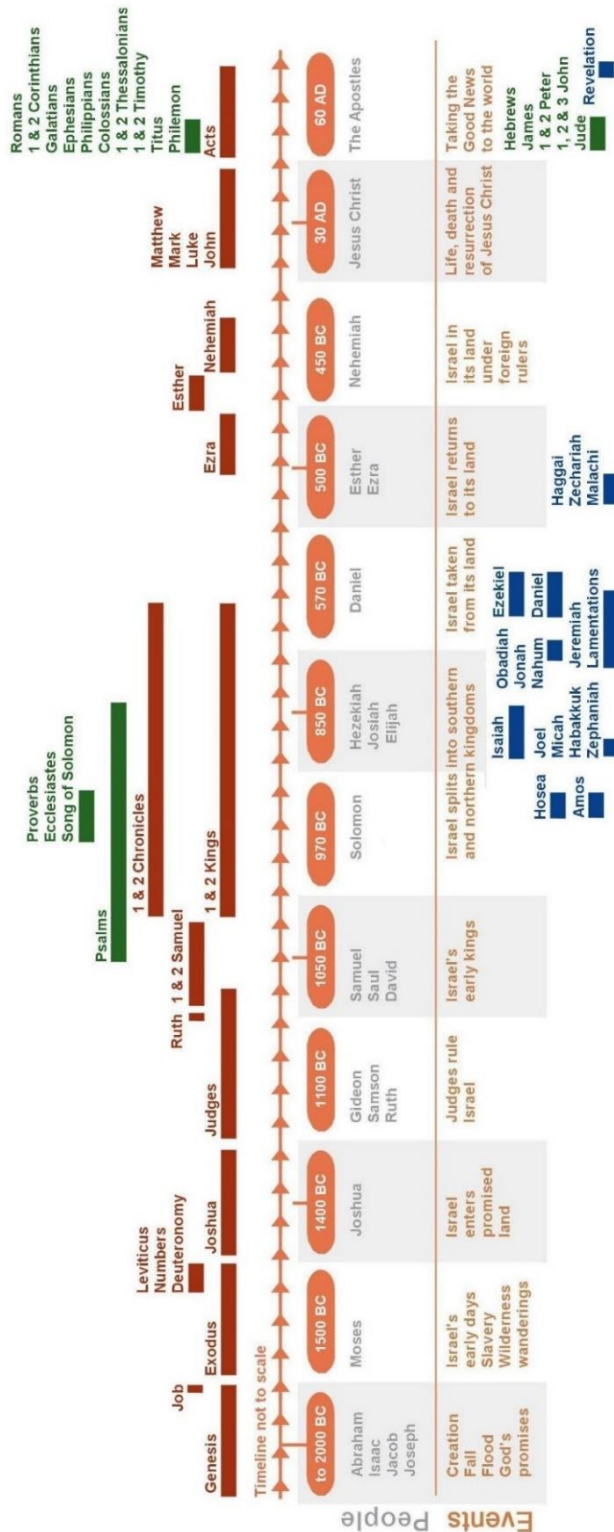 Genesis
Job
Exodus
Leviticus
Numbers
Deuteronomy
Joshua
Judges
Ruth
1 & 2 Samuel
Psalms
1 & 2 Chronicles
1 & 2 Kings
Proverbs
Ecclesiastes
Song of Solomon
Ezra
Esther
Nehemiah
Matthew
Mark
Luke
John
Romans
1 & 2 Corinthians
Galatians
Ephesians
Philippians
Colossians
1 & 2 Thessalonians
1 & 2 Timothy
Titus
Philemon
Acts
Timeline not to scale
to 2000 BC
1500 BC
1400 BC
1100 BC
1050 BC
970 BC
850 BC
570 BC
500 BC
450 BC
30 AD
60 AD
People
Abraham
Isaac
Jacob
Joseph
Moses
Joshua
Gideon
Samson
Ruth
Samuel
Saul
David
Solomon
Hezekiah
Josiah
Elijah
Daniel
Esther
Ezra
Nehemiah
Jesus Christ
The Apostles
Events
Creation
Fall
Flood
God's
promises
Israel's
early days
Slavery
Wilderness
wanderings
Israel
enters
promised
land
Judges rule
Israel
Israel's
early kings
Israel splits into southern
and northern kingdoms
Israel taken
from its land
Israel returns
to its land
Israel in
its land
under
foreign
rulers
Life, death and
resurrection
of Jesus Christ
Taking the
Good News
to the world
Hosea
Amos
Isaiah
Joel
Micah
Habakkuk
Zephaniah
Obadiah
Jonah
Nahum
Jeremiah
Lamentations
Ezekiel
Daniel
Haggai
Zechariah
Malachi
Hebrews
James
1 & 2 Peter
1, 2 & 3 John
Jude
Revelation